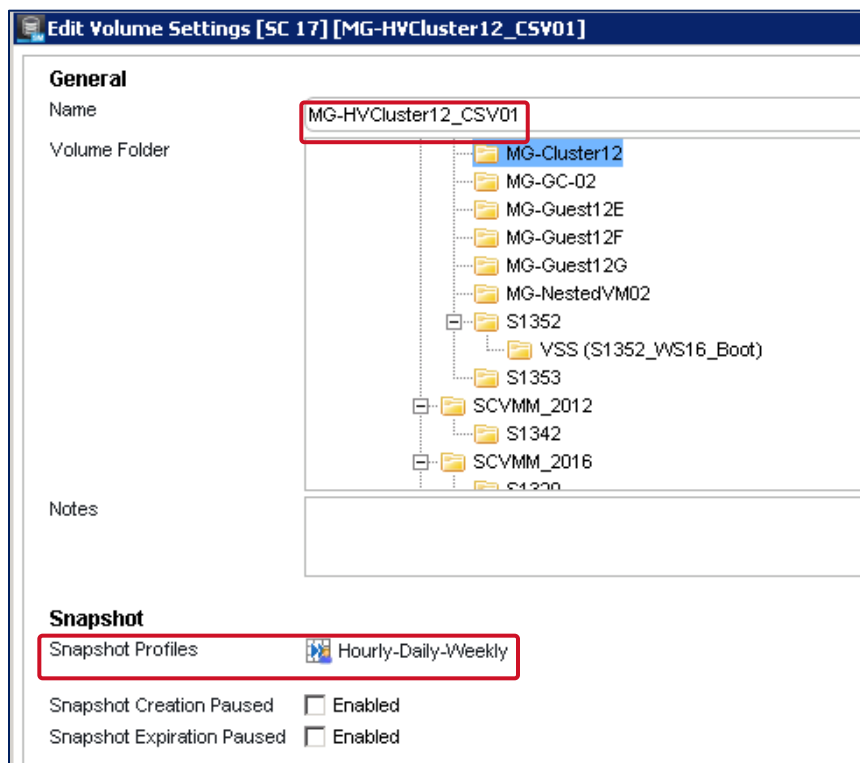 Edit Volume Settings [SC 17] [MG-HVCluster12_CSV01]
General
Name
MG-HVCluster12_CSV01
Volume Folder
MG-Cluster12
MG-GC-02
MG-Guest12E
MG-Guest12F
MG-Guest12G
MG-NestedVM02
S1352
VSS (S1352_WS16_Boot)
S1353
SCVMM_2012
S1342
SCVMM_2016
Notes
Snapshot
Snapshot Profiles Hourly-Daily-Weekly
Snapshot Creation Paused Enabled
Snapshot Expiration Paused Enabled